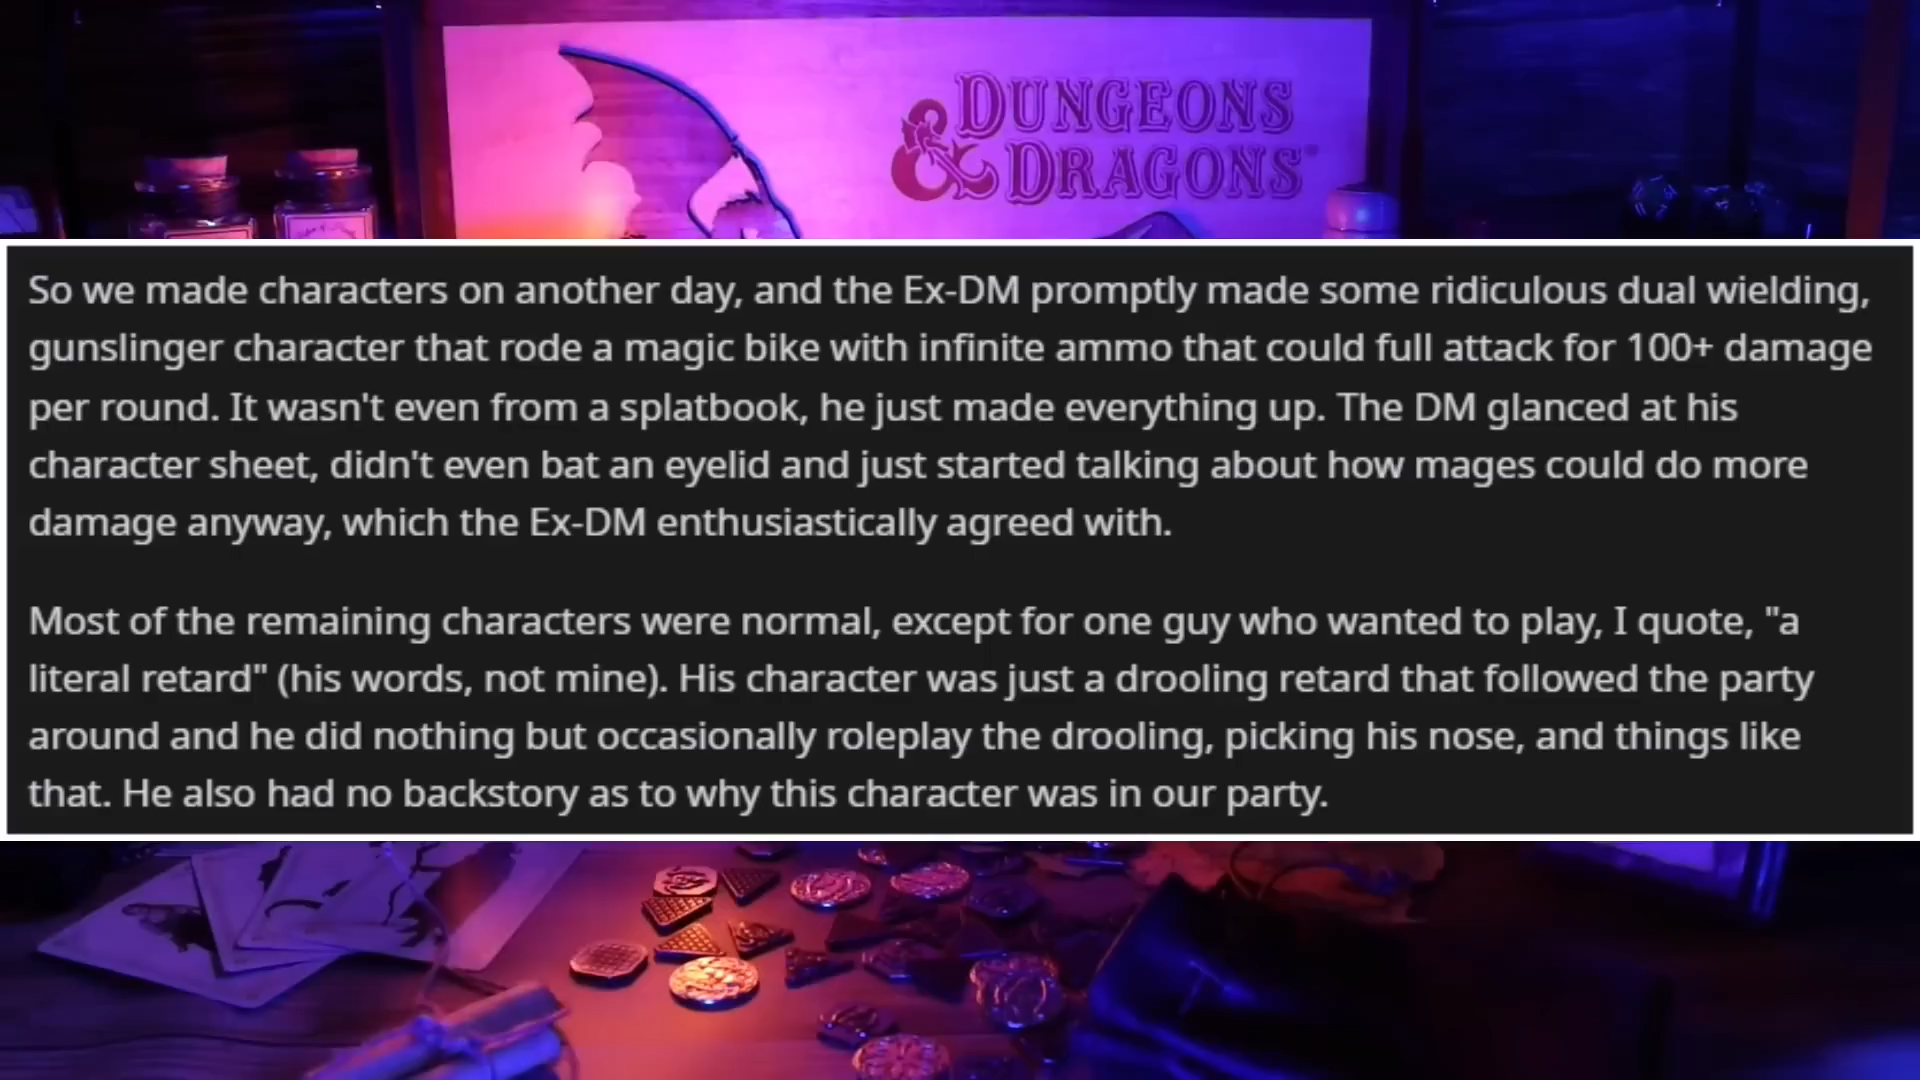 DUNGEONS
& DRAGONS
So we made characters on another day, and the Ex-DM promptly made some ridiculous dual wielding,
gunslinger character that rode a magic bike with infinite ammo that could full attack for 100+ damage
per round. It wasn't even from a splatbook, he just made everything up. The DM glanced at his
character sheet, didn't even bat an eyelid and just started talking about how mages could do more
damage anyway, which the Ex-DM enthusiastically agreed with.
Most of the remaining characters were normal, except for one guy who wanted to play, I quote, "a
literal retard" (his words, not mine). His character was just a drooling retard that followed the party
around and he did nothing but occasionally roleplay the drooling, picking his nose, and things like
that. He also had no backstory as to why this character was in our party.